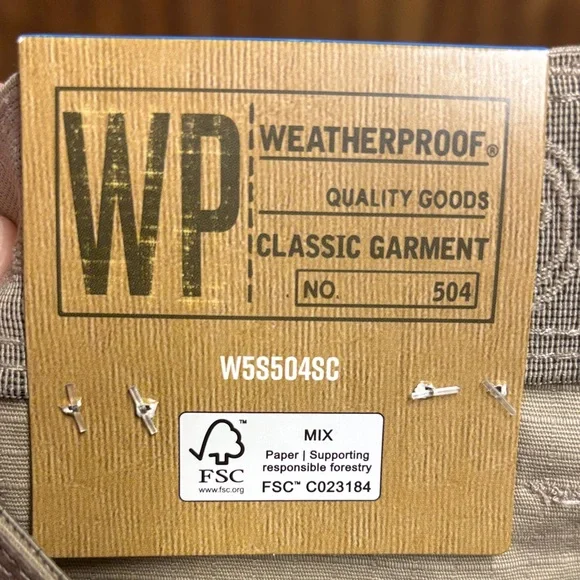 WP
WEATHERPROOF®
QUALITY GOODS
CLASSIC GARMENT
NO. 504
W5S504SC
FSC™
www.fsc.org
MIX
Paper | Supporting
responsible forestry
FSC™ C023184